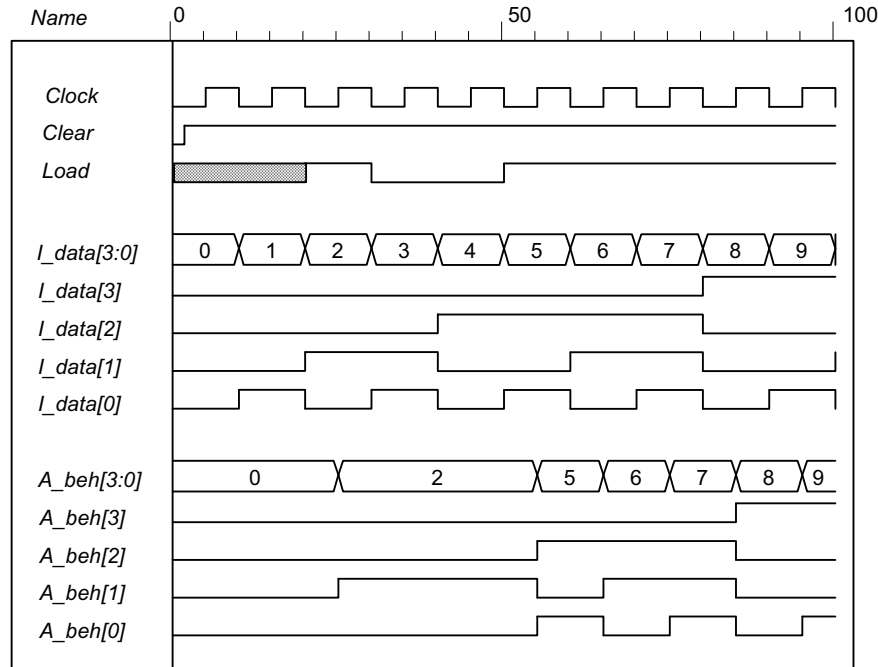 Name 0 50 100
Clock
Clear
Load
I_data[3:0] 0 1 2 3 4 5 6 7 8 9
I_data[3]
I_data[2]
I_data[1]
I_data[0]
A_beh[3:0] 0 2 5 6 7 8 9
A_beh[3]
A_beh[2]
A_beh[1]
A_beh[0]